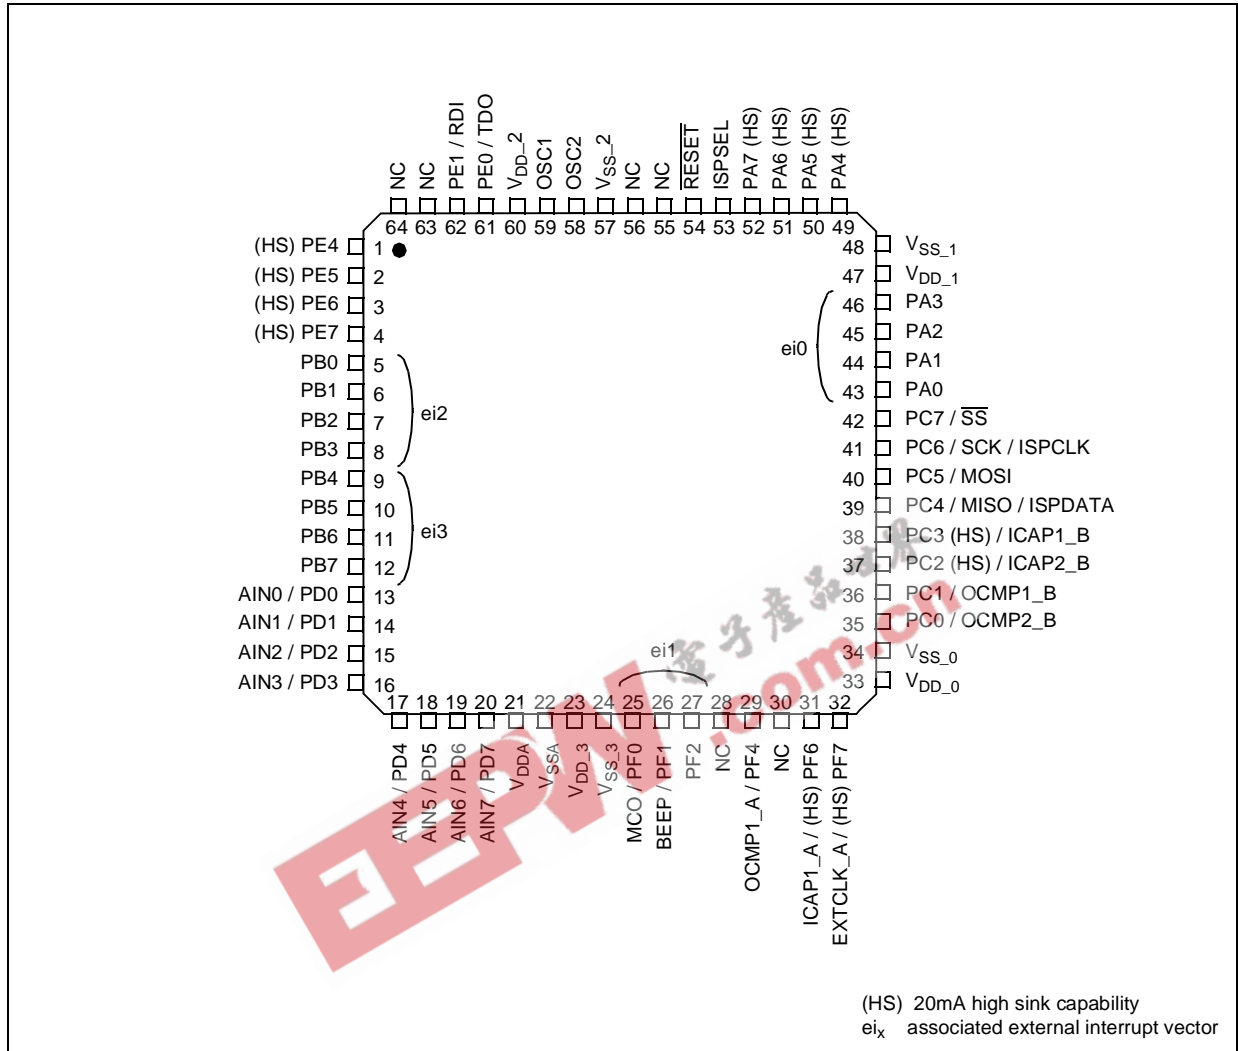 NC
NC
PE1 / RDI
PE0 / TDO
VDD_2
OSC1
OSC2
VSS_2
NC
NC
RESET
ISPSEL
PA7 (HS)
PA6 (HS)
PA5 (HS)
PA4 (HS)
64 63 62 61 60 59 58 57 56 55 54 53 52 51 50 49
(HS) PE4 1
(HS) PE5 2
(HS) PE6 3
(HS) PE7 4
PB0 5
PB1 6
PB2 7
PB3 8
ei2
PB4 9
PB5 10
PB6 11
PB7 12
ei3
AIN0 / PD0 13
AIN1 / PD1 14
AIN2 / PD2 15
AIN3 / PD3 16
48 VSS_1
47 VDD_1
46 PA3
45 PA2
44 PA1
43 PA0
ei0
42 PC7 / SS
41 PC6 / SCK / ISPCLK
40 PC5 / MOSI
39 PC4 / MISO / ISPDATA
38 PC3 (HS) / ICAP1_B
37 PC2 (HS) / ICAP2_B
36 PC1 / OCMP1_B
35 PC0 / OCMP2_B
34 VSS_0
33 VDD_0
ei1
17 18 19 20 21 22 23 24 25 26 27 28 29 30 31 32
AIN4 / PD4
AIN5 / PD5
AIN6 / PD6
AIN7 / PD7
VDDA
VSSA
VDD_3
VSS_3
MCO / PF0
BEEP / PF1
PF2
NC
OCMP1_A / PF4
NC
ICAP1_A / (HS) PF6
EXTCLK_A / (HS) PF7
EEPW .com.cn
電子産品世界
(HS) 20mA high sink capability
eix associated external interrupt vector